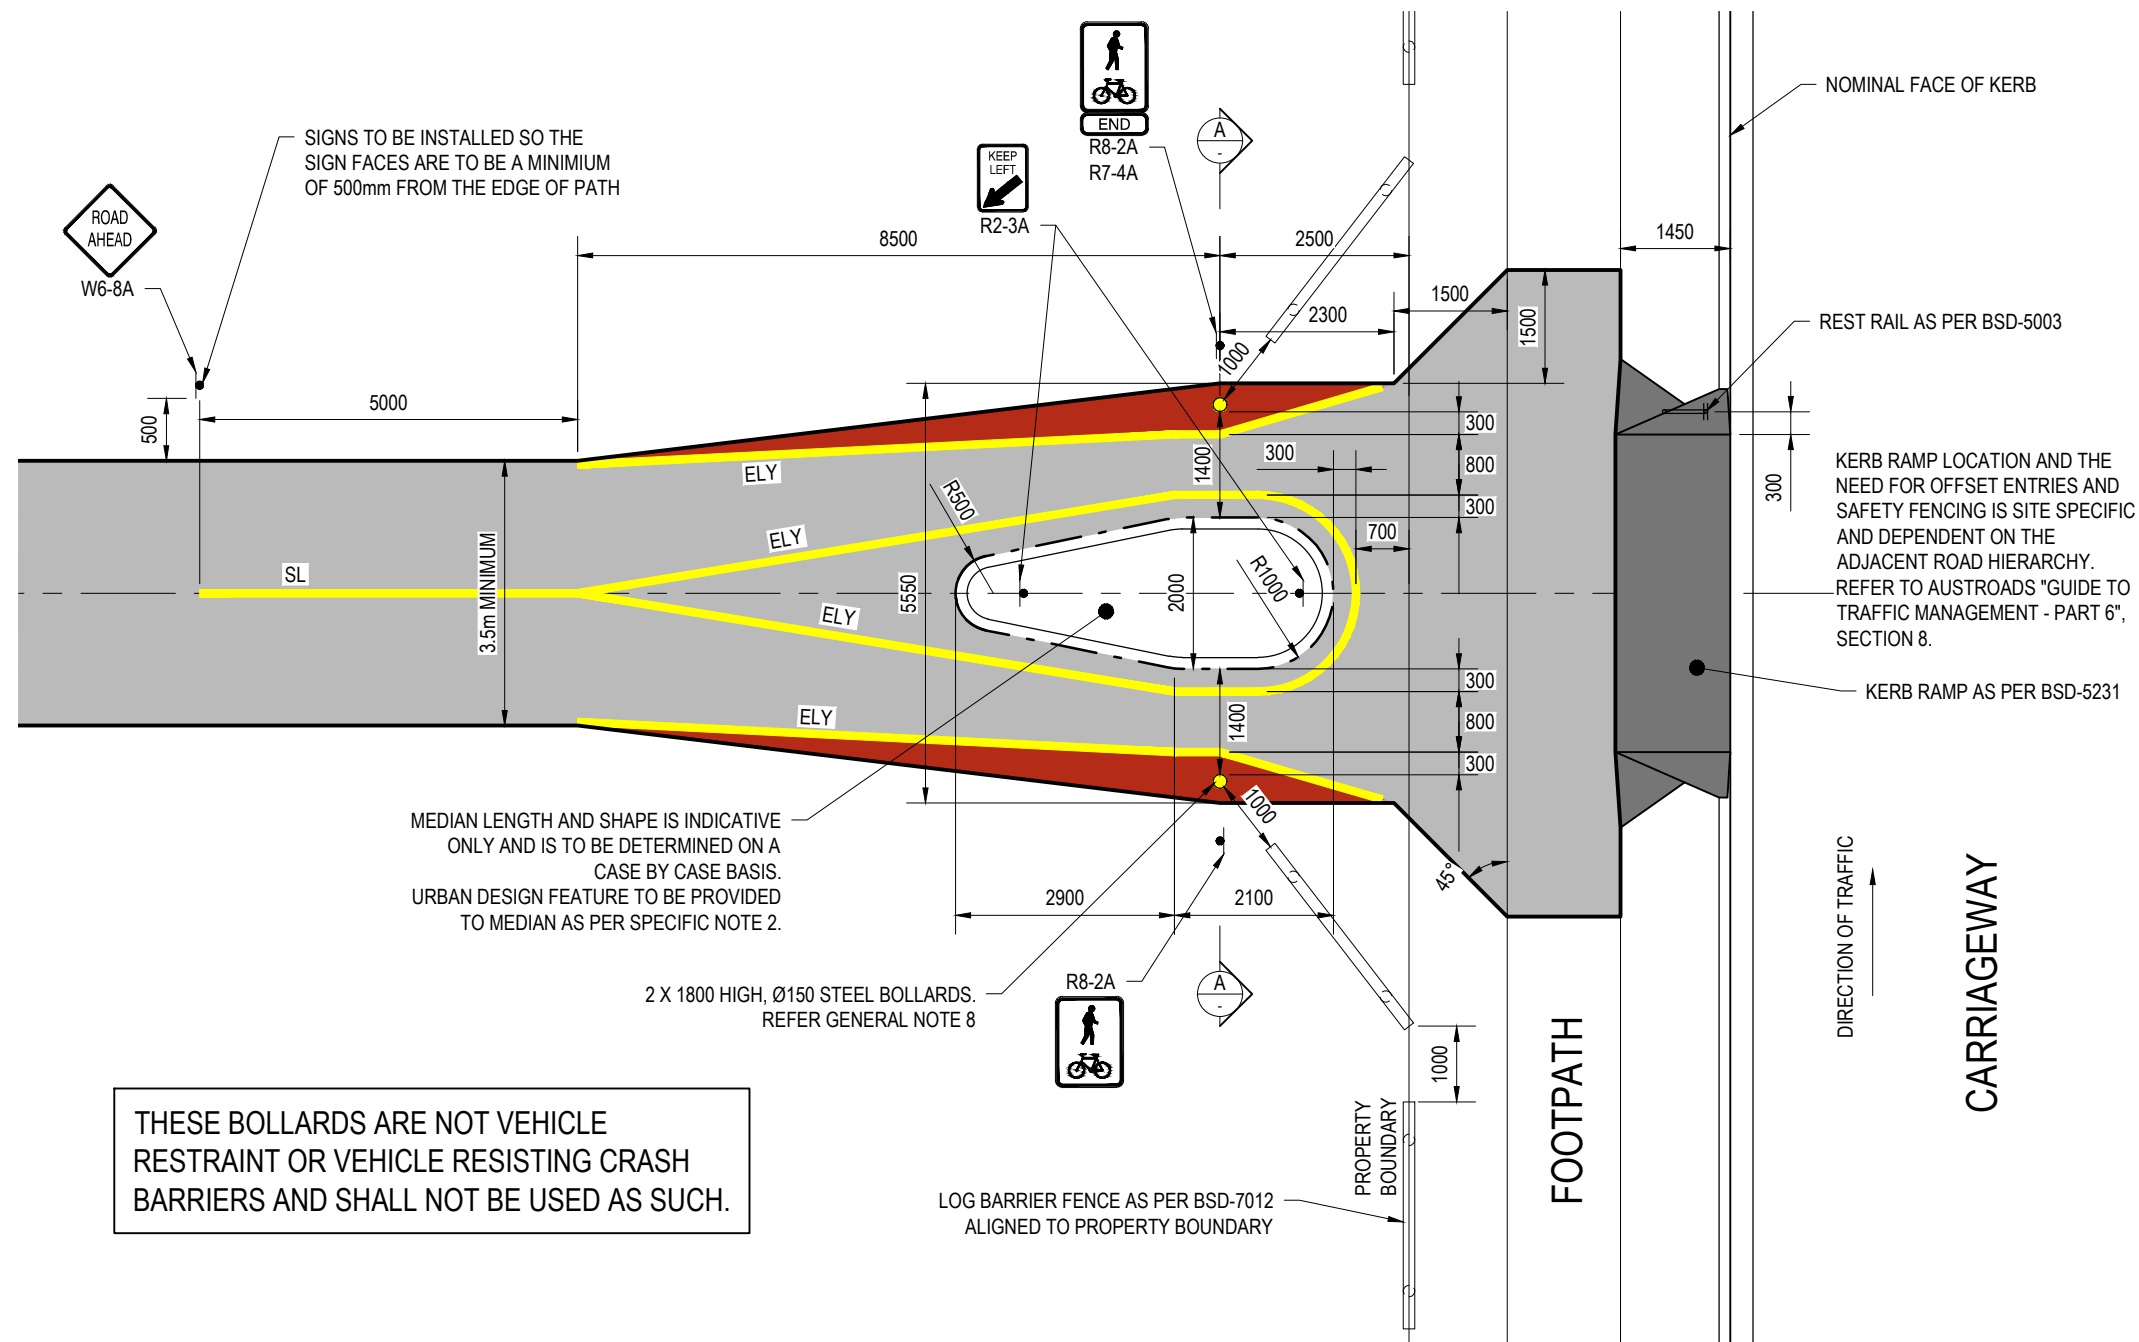 END
R8-2A
R7-4A
A
-
NOMINAL FACE OF KERB
SIGNS TO BE INSTALLED SO THE
SIGN FACES ARE TO BE A MINIMIUM
OF 500mm FROM THE EDGE OF PATH
KEEP
LEFT
R2-3A
ROAD
AHEAD
W6-8A
8500
2500
1450
1500
2300
1500
REST RAIL AS PER BSD-5003
1000
5000
500
300
300
1400
800
300
300
700
300
ELY
R500
ELY
SL
3.5m MINIMUM
5550
2000
R1000
ELY
ELY
KERB RAMP LOCATION AND THE
NEED FOR OFFSET ENTRIES AND
SAFETY FENCING IS SITE SPECIFIC
AND DEPENDENT ON THE
ADJACENT ROAD HIERARCHY.
REFER TO AUSTROADS "GUIDE TO
TRAFFIC MANAGEMENT - PART 6",
SECTION 8.
KERB RAMP AS PER BSD-5231
300
800
300
1400
1000
45°
MEDIAN LENGTH AND SHAPE IS INDICATIVE
ONLY AND IS TO BE DETERMINED ON A
CASE BY CASE BASIS.
URBAN DESIGN FEATURE TO BE PROVIDED
TO MEDIAN AS PER SPECIFIC NOTE 2.
2900
2100
2 X 1800 HIGH, Ø150 STEEL BOLLARDS.
REFER GENERAL NOTE 8
R8-2A
A
-
1000
DIRECTION OF TRAFFIC
CARRIAGEWAY
FOOTPATH
PROPERTY
BOUNDARY
LOG BARRIER FENCE AS PER BSD-7012
ALIGNED TO PROPERTY BOUNDARY
THESE BOLLARDS ARE NOT VEHICLE
RESTRAINT OR VEHICLE RESISTING CRASH
BARRIERS AND SHALL NOT BE USED AS SUCH.